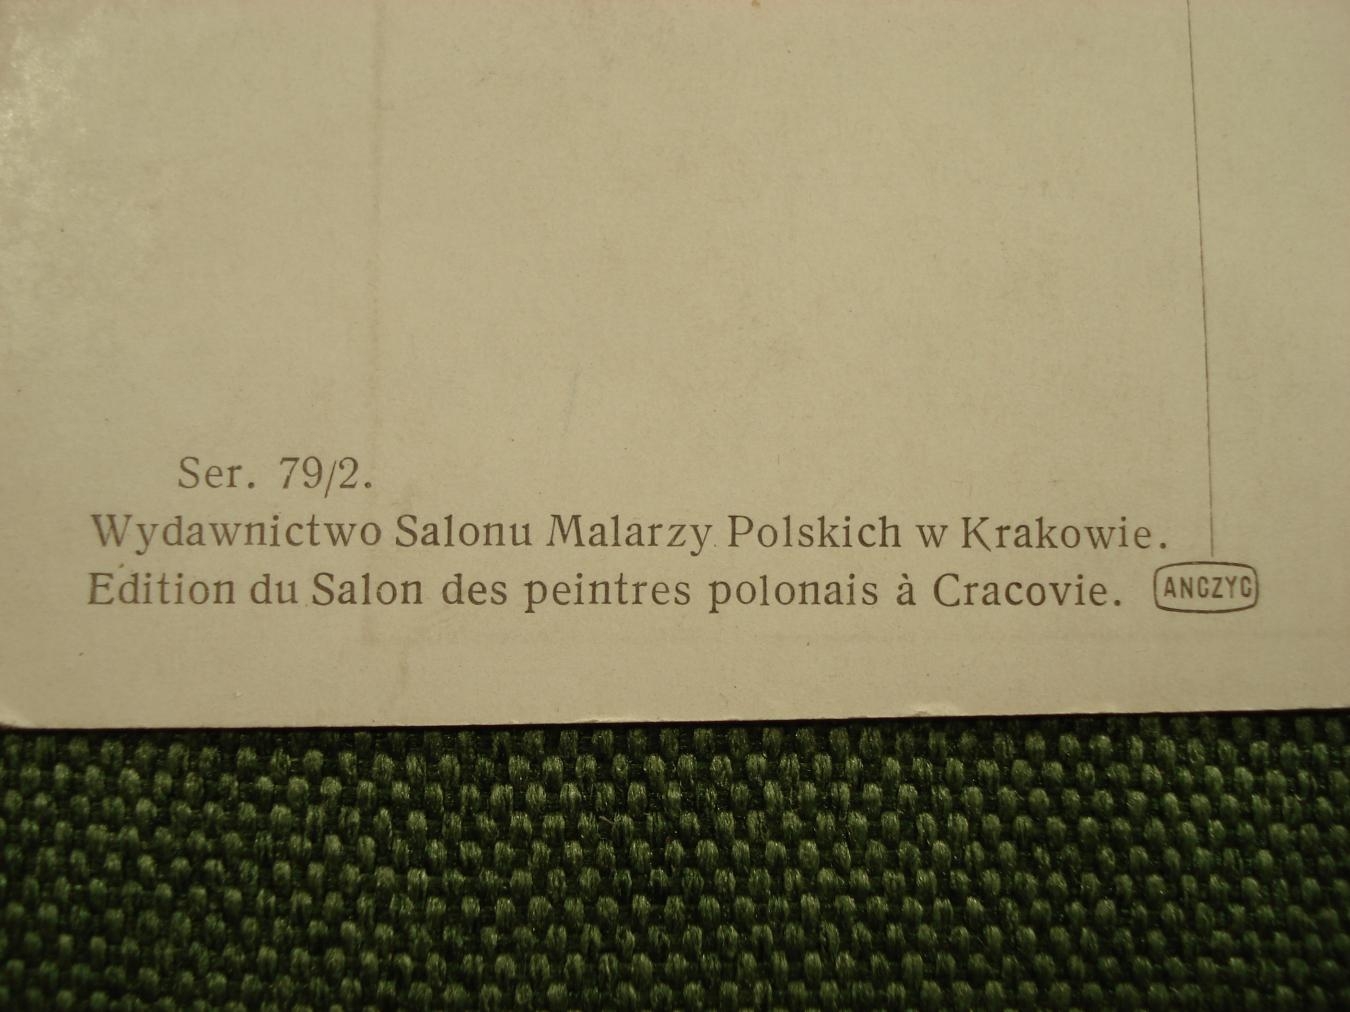 Ser. 79/2.
Wydawnictwo Salonu Malarzy Polskich w Krakowie.
Edition du Salon des peintres polonais à Cracovie.
ANCZYC